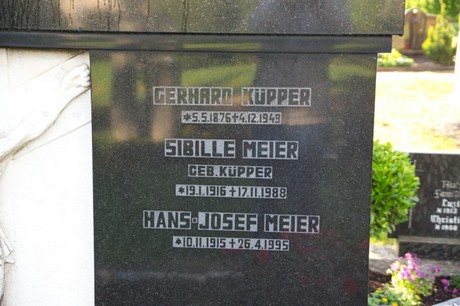 GERHARD KÜPPER
*5.5.1876+4.12.1949
SIBILLE MEIER
GEB.KÜPPER
*19.1.1916+17.11.1988
HANS-JOSEF MEIER
*10.11.1915+26.4.1995